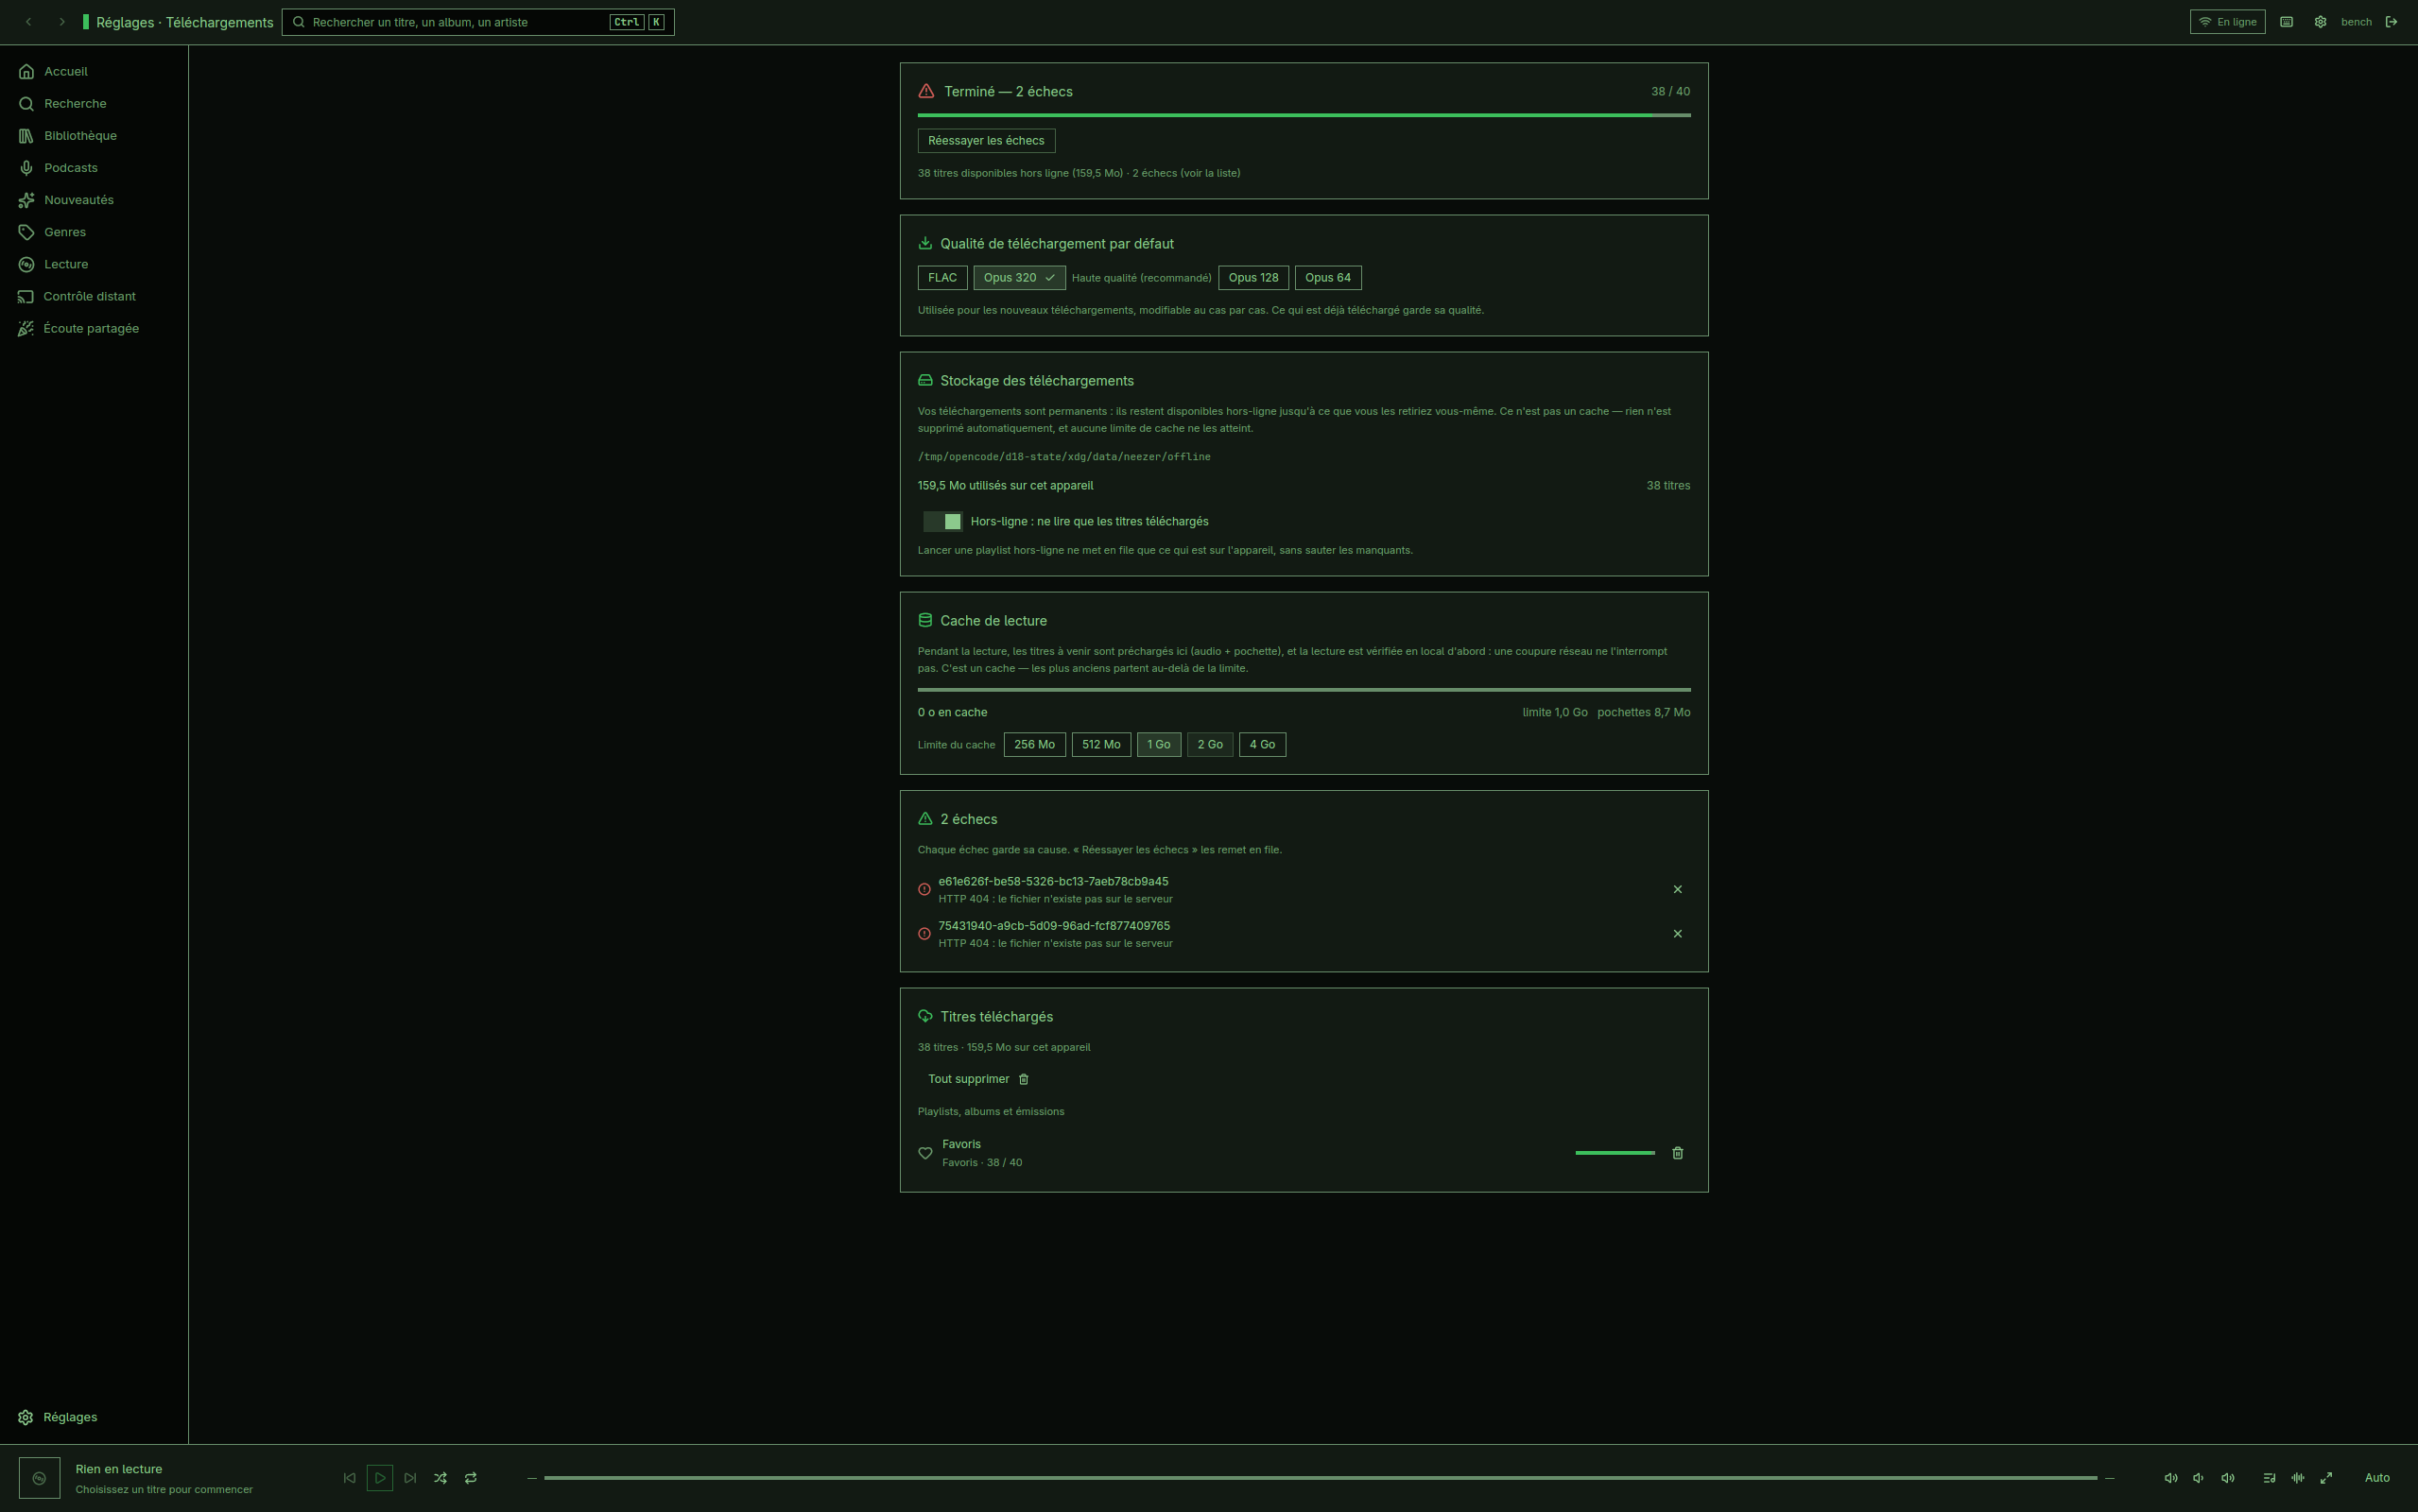 Réglages · Téléchargements
Rechercher un titre, un album, un artiste
Ctrl K
En ligne
bench
Accueil
Recherche
Bibliothèque
Podcasts
Nouveautés
Genres
Lecture
Contrôle distant
Écoute partagée
Réglages
Terminé — 2 échecs
38 / 40
Réessayer les échecs
38 titres disponibles hors ligne (159,5 Mo) · 2 échecs (voir la liste)
Qualité de téléchargement par défaut
FLAC
Opus 320
Haute qualité (recommandé)
Opus 128
Opus 64
Utilisée pour les nouveaux téléchargements, modifiable au cas par cas. Ce qui est déjà téléchargé garde sa qualité.
Stockage des téléchargements
Vos téléchargements sont permanents : ils restent disponibles hors-ligne jusqu'à ce que vous les retiriez vous-même. Ce n'est pas un cache — rien n'est
supprimé automatiquement, et aucune limite de cache ne les atteint.
/tmp/opencode/d18-state/xdg/data/neezer/offline
159,5 Mo utilisés sur cet appareil
38 titres
Hors-ligne : ne lire que les titres téléchargés
Lancer une playlist hors-ligne ne met en file que ce qui est sur l'appareil, sans sauter les manquants.
Cache de lecture
Pendant la lecture, les titres à venir sont préchargés ici (audio + pochette), et la lecture est vérifiée en local d'abord : une coupure réseau ne l'interrompt
pas. C'est un cache — les plus anciens partent au-delà de la limite.
0 o en cache
limite 1,0 Go
pochettes 8,7 Mo
Limite du cache
256 Mo
512 Mo
1 Go
2 Go
4 Go
2 échecs
Chaque échec garde sa cause. « Réessayer les échecs » les remet en file.
e61e626f-be58-5326-bc13-7aeb78cb9a45
HTTP 404 : le fichier n'existe pas sur le serveur
75431940-a9cb-5d09-96ad-fcf877409765
HTTP 404 : le fichier n'existe pas sur le serveur
Titres téléchargés
38 titres · 159,5 Mo sur cet appareil
Tout supprimer
Playlists, albums et émissions
Favoris
Favoris · 38 / 40
Rien en lecture
Choisissez un titre pour commencer
—
—
Auto